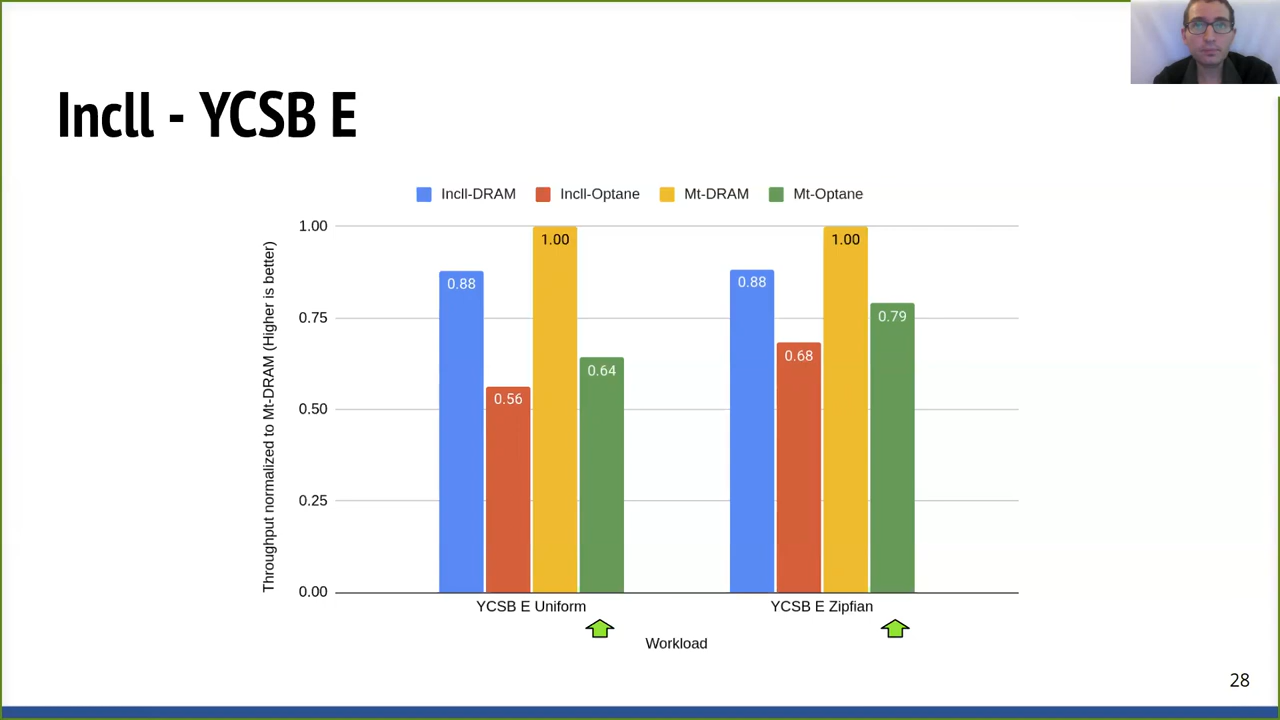 Incll - YCSB E
Incll-DRAM Incll-Optane Mt-DRAM Mt-Optane
Throughput normalized to Mt-DRAM (Higher is better)
1.00
0.75
0.50
0.25
0.00
0.88 0.56 1.00 0.64
0.88 0.68 1.00 0.79
YCSB E Uniform YCSB E Zipfian
Workload
28